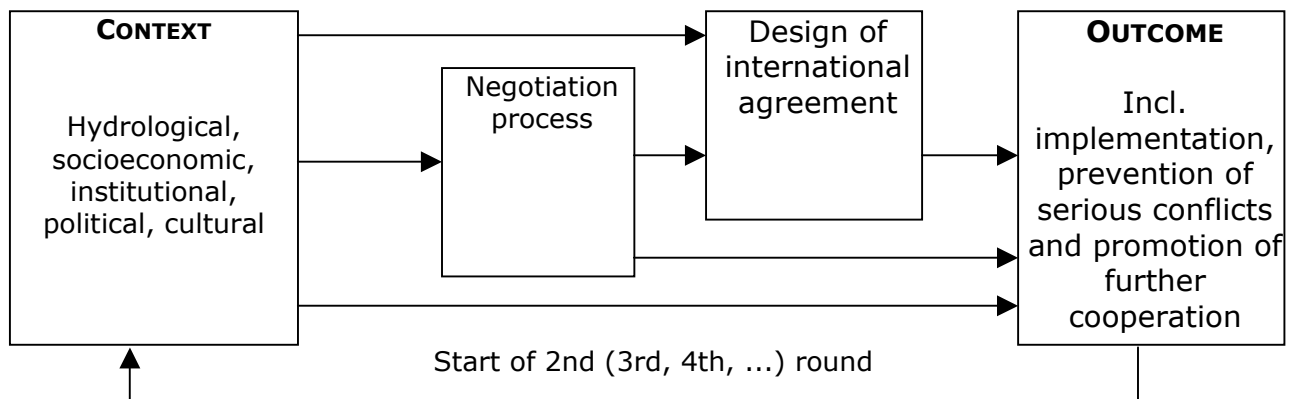 CONTEXT
Hydrological,
socioeconomic,
institutional,
political, cultural
Negotiation
process
Design of
international
agreement
OUTCOME
Incl.
implementation,
prevention of
serious conflicts
and promotion of
further
cooperation
Start of 2nd (3rd, 4th, ...) round